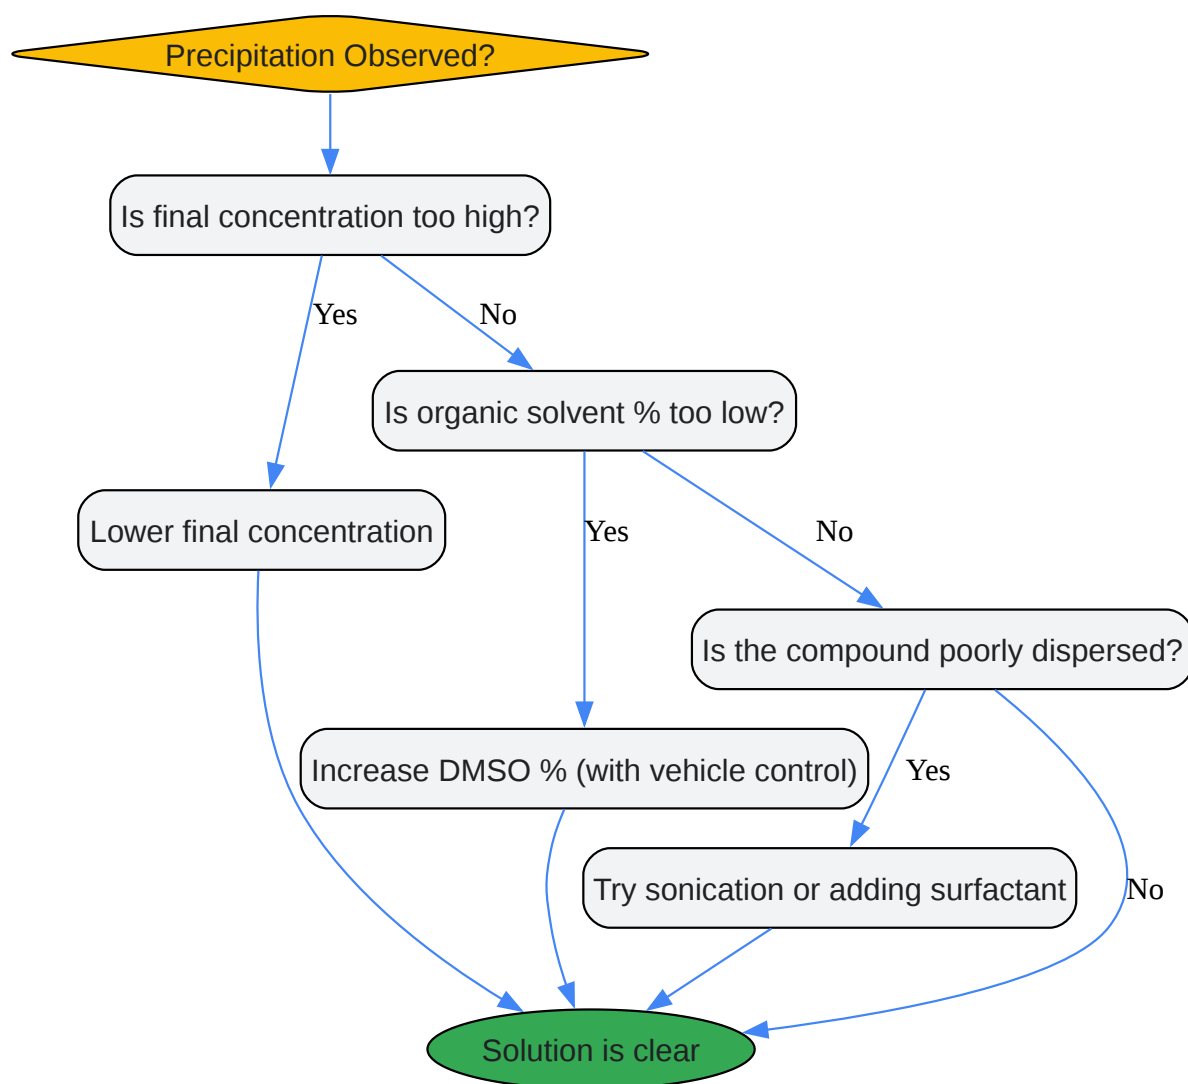 Precipitation Observed?
Is final concentration too high?
Yes
No
Is organic solvent % too low?
Lower final concentration
Yes
No
Is the compound poorly dispersed?
Increase DMSO % (with vehicle control)
Yes
Try sonication or adding surfactant
No
Solution is clear